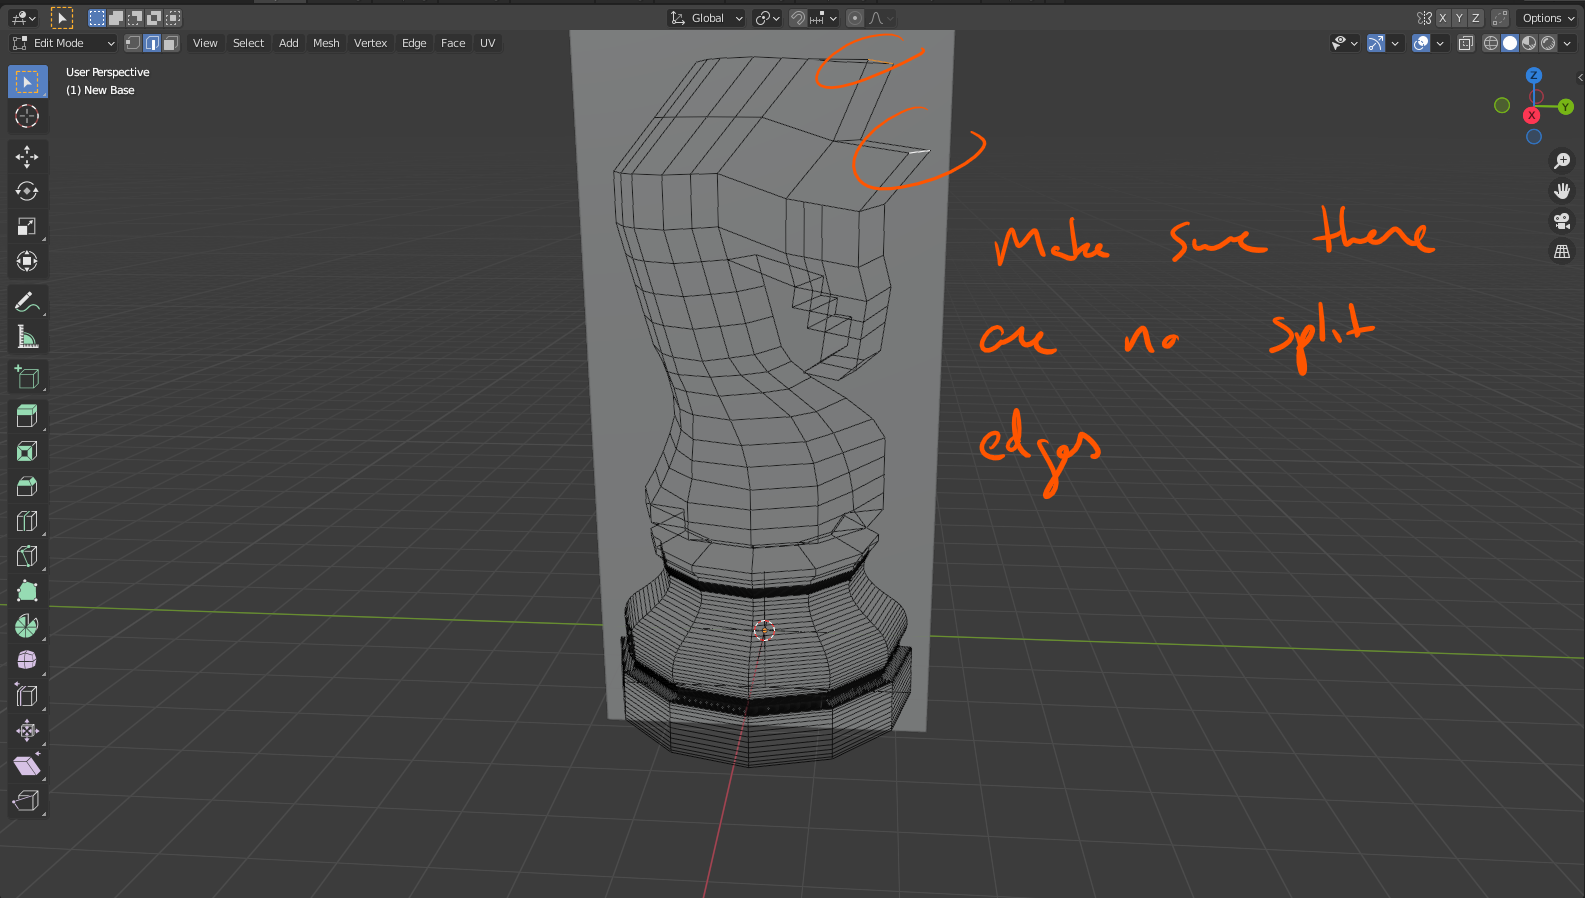 Global
X Y Z
Options
Edit Mode
View Select Add Mesh Vertex Edge Face UV
User Perspective
(1) New Base
Z
Y
X
Make sure there
are no split
edges